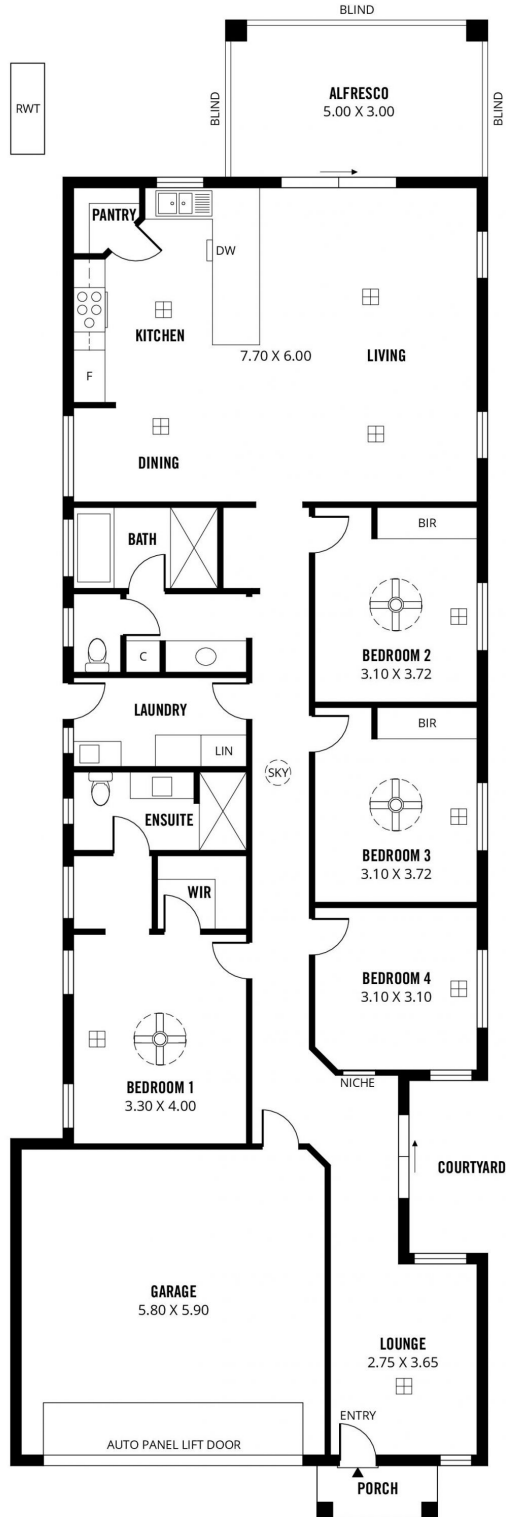 BLIND
RWT
BLIND
ALFRESCO
5.00 X 3.00
BLIND
PANTRY
DW
KITCHEN
7.70 X 6.00
LIVING
F
DINING
BATH
BIR
C
BEDROOM 2
3.10 X 3.72
LAUNDRY
BIR
LIN
SKY
ENSUITE
BEDROOM 3
3.10 X 3.72
WIR
BEDROOM 4
3.10 X 3.10
BEDROOM 1
3.30 X 4.00
NICHE
COURTYARD
GARAGE
5.80 X 5.90
LOUNGE
2.75 X 3.65
ENTRY
AUTO PANEL LIFT DOOR
PORCH